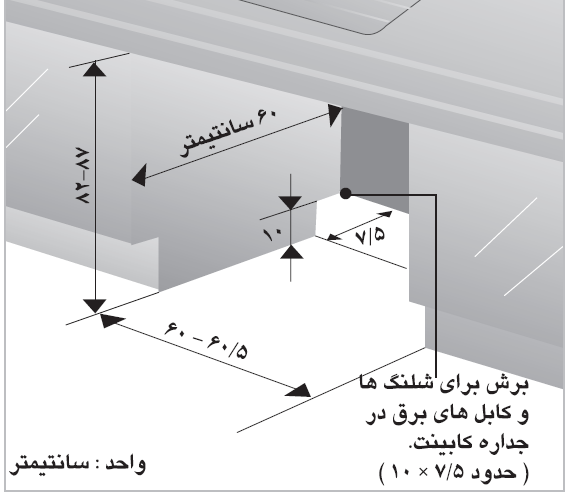 ۶۰ سانتیمتر
۸۲-۸۷
۱۰
۷/۵
۶۰ - ۶۰/۵
برش برای شلنگ ها
و کابل های برق در
جداره کابینت.
( حدود ۷/۵ × ۱۰ )
واحد : سانتیمتر